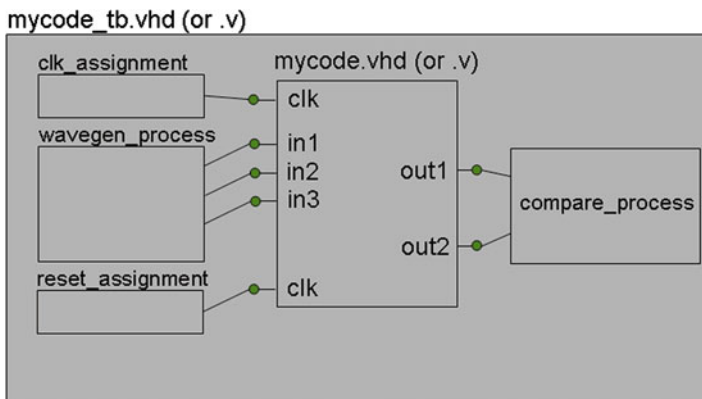 mycode_tb.vhd (or .v)
clk_assignment
mycode.vhd (or .v)
clk
wavegen_process
in1
in2
in3
out1
out2
compare_process
reset_assignment
clk